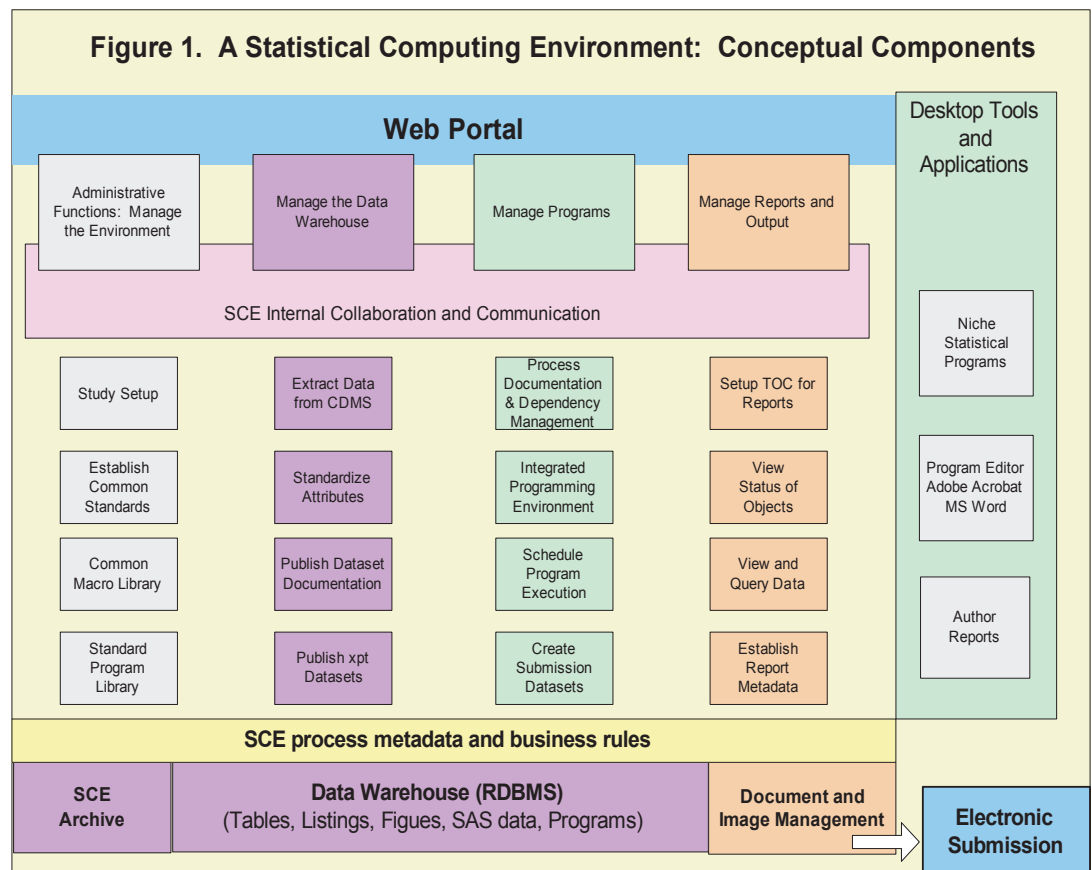 Figure 1.  A Statistical Computing Environment:  Conceptual Components
Web Portal
Desktop Tools
and
Applications
Administrative
Functions:  Manage
the Environment
Manage the Data
Warehouse
Manage Programs
Manage Reports and
Output
SCE Internal Collaboration and Communication
Study Setup
Extract Data
from CDMS
Process
Documentation
& Dependency
Management
Setup TOC for
Reports
Establish
Common
Standards
Standardize
Attributes
Integrated
Programming
Environment
View
Status of
Objects
Common
Macro Library
Publish Dataset
Documentation
Schedule
Program
Execution
View and
Query Data
Standard
Program
Library
Publish xpt
Datasets
Create
Submission
Datasets
Establish
Report
Metadata
Niche
Statistical
Programs
Program Editor
Adobe Acrobat
MS Word
Author
Reports
SCE process metadata and business rules
SCE
Archive
Data Warehouse (RDBMS)
(Tables, Listings, Figues, SAS data, Programs)
Document and
Image Management
Electronic
Submission